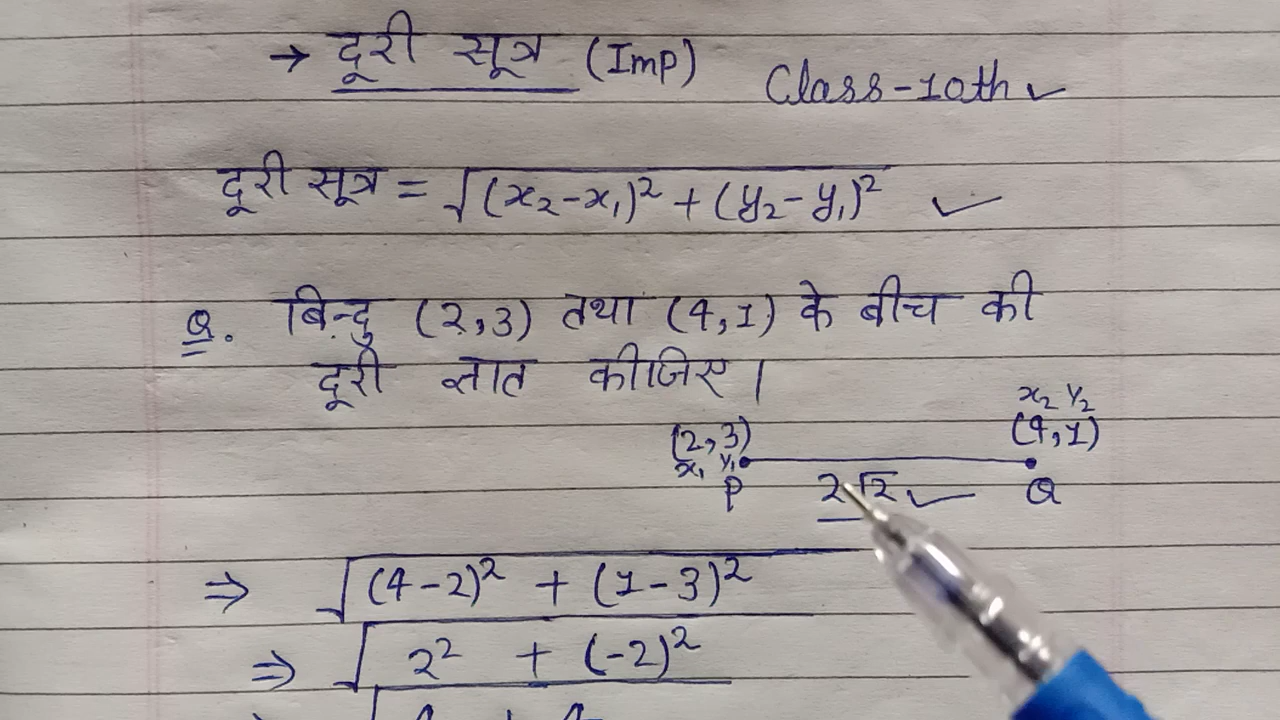 → दूरी सूत्र (Imp)
Class-10th ✓
दूरी सूत्र = √(x₂-x₁)² + (y₂-y₁)² ✓
Q. बिन्दु (2,3) तथा (4,1) के बीच की
दूरी ज्ञात कीजिए।
x₂ y₂
(2,3) (4,1)
x₁ y₁
P 2√2 ✓ Q
⇒ √(4-2)² + (1-3)²
⇒ √2² + (-2)²